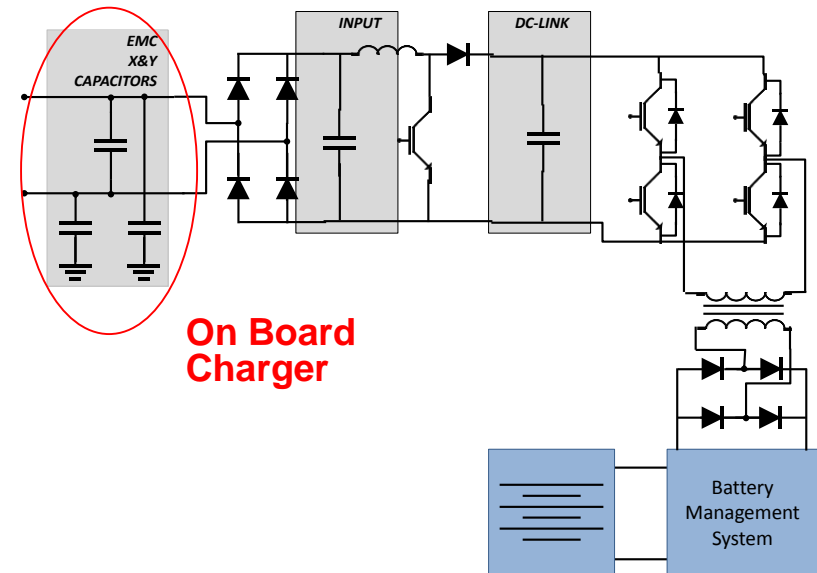 EMC
X&Y
CAPACITORS
INPUT
DC-LINK
On Board
Charger
Battery
Management
System